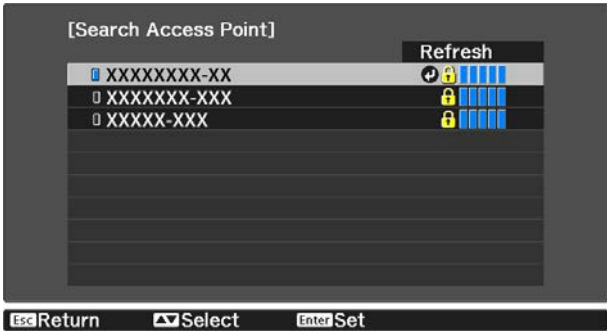 [Search Access Point]
Refresh
XXXXXXXX-XX
XXXXXXX-XXX
XXXXX-XXX
Esc Return Select Enter Set